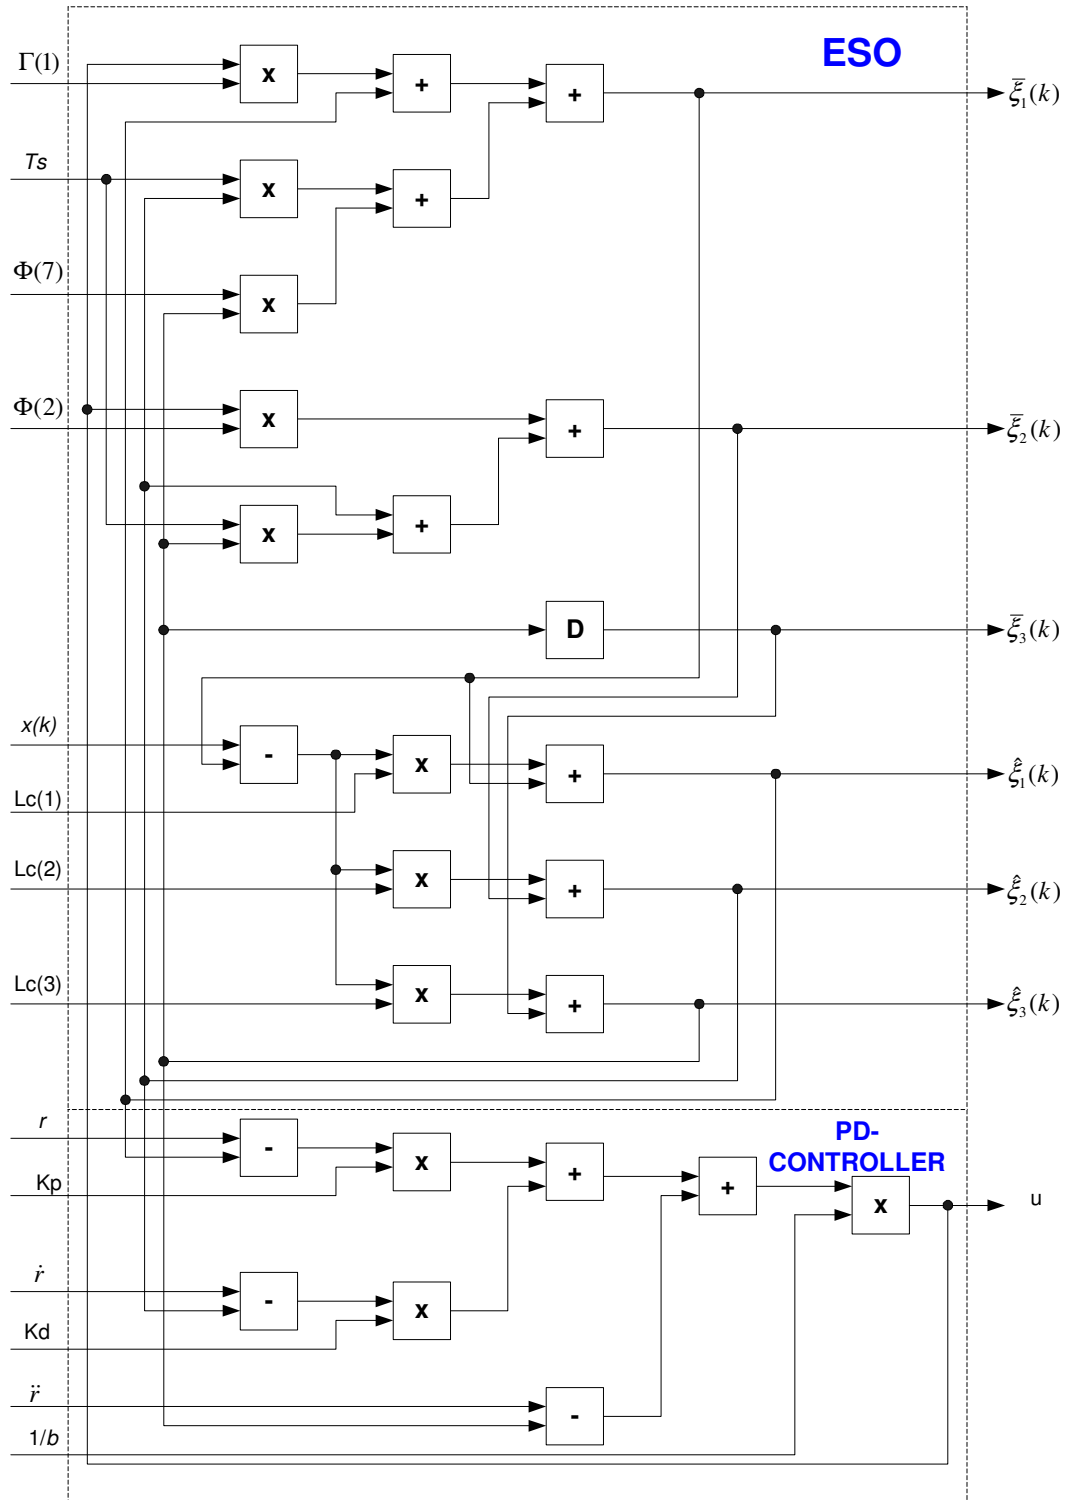 ESO
Γ(1)
x
+
+
ξ̄₁(k)
Ts
x
+
Φ(7)
x
Φ(2)
x
+
ξ̄₂(k)
x
+
D
ξ̄₃(k)
x(k)
-
x
+
ξ̂₁(k)
Lc(1)
Lc(2)
x
+
ξ̂₂(k)
Lc(3)
x
+
ξ̂₃(k)
PD-
CONTROLLER
r
-
x
+
Kp
+
x
u
ṙ
-
x
Kd
r̈
-
1/b